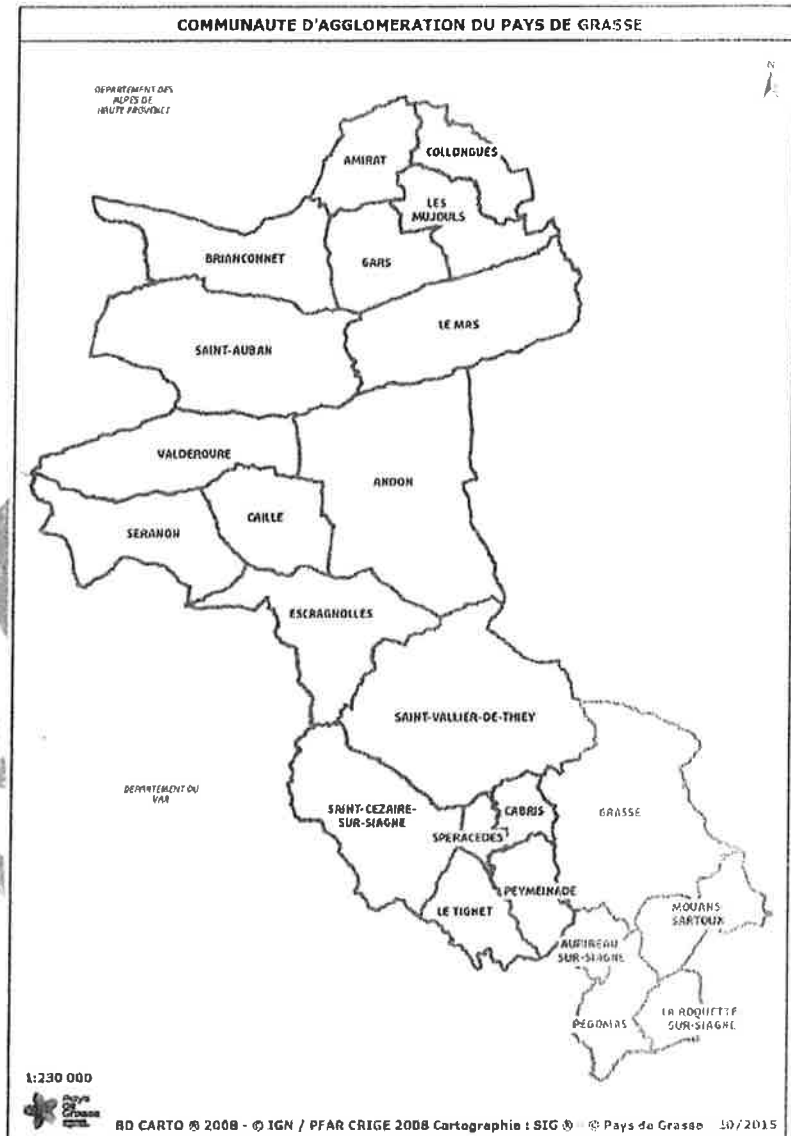 COMMUNAUTE D'AGGLOMERATION DU PAYS DE GRASSE
N
DEPARTEMENT DES
ALPES DE
HAUTE PROVENCE
AMIRAT
COLLONGUES
LES
MUJOULS
BRIANCONNET
GARS
LE MAS
SAINT-AUBAN
VALDEROURE
ANDON
CAILLE
SERANON
ESCRAGNOLLES
SAINT-VALLIER-DE-THIEY
DEPARTEMENT DU
VAR
SAINT-CEZAIRE-
SUR-SIAGNE
CABRIS
GRASSE
SPERACEDES
PEYMEINADE
LE TIGNET
MOUANS
SARTOUX
AURIBEAU
SUR-SIAGNE
PEGOMAS
LA ROQUETTE
SUR-SIAGNE
1:230 000
Pays
de
Grasse
BD CARTO ® 2008 - © IGN / PFAR CRIGE 2008 Cartographie : SIG ® - © Pays de Grasse 10/2015